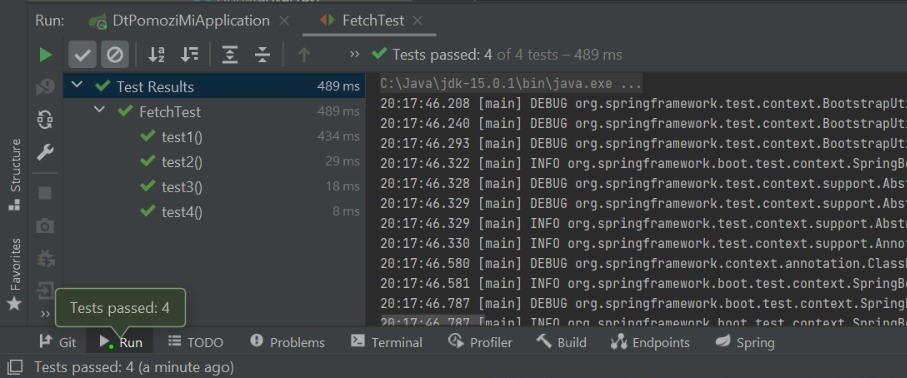 Run:
DtPomoziMiApplication
FetchTest
Tests passed: 4 of 4 tests – 489 ms
Test Results 489 ms
FetchTest 489 ms
test1() 434 ms
test2() 29 ms
test3() 18 ms
test4() 8 ms
C:\Java\jdk-15.0.1\bin\java.exe ...
20:17:46.208 [main] DEBUG org.springframework.test.context.BootstrapUt
20:17:46.240 [main] DEBUG org.springframework.test.context.BootstrapUt
20:17:46.293 [main] DEBUG org.springframework.test.context.BootstrapUt
20:17:46.322 [main] INFO org.springframework.boot.test.context.SpringB
20:17:46.328 [main] DEBUG org.springframework.test.context.support.Abs
20:17:46.329 [main] DEBUG org.springframework.test.context.support.Abs
20:17:46.329 [main] INFO org.springframework.test.context.support.Abst
20:17:46.330 [main] INFO org.springframework.test.context.support.Anno
20:17:46.580 [main] DEBUG org.springframework.context.annotation.Class
20:17:46.581 [main] INFO org.springframework.boot.test.context.SpringB
20:17:46.787 [main] DEBUG org.springframework.boot.test.context.Spring
20:17:46.787 [main] INFO org.springframework.boot.test.context.SpringB
Structure
Favorites
Tests passed: 4
Git
Run
TODO
Problems
Terminal
Profiler
Build
Endpoints
Spring
Tests passed: 4 (a minute ago)